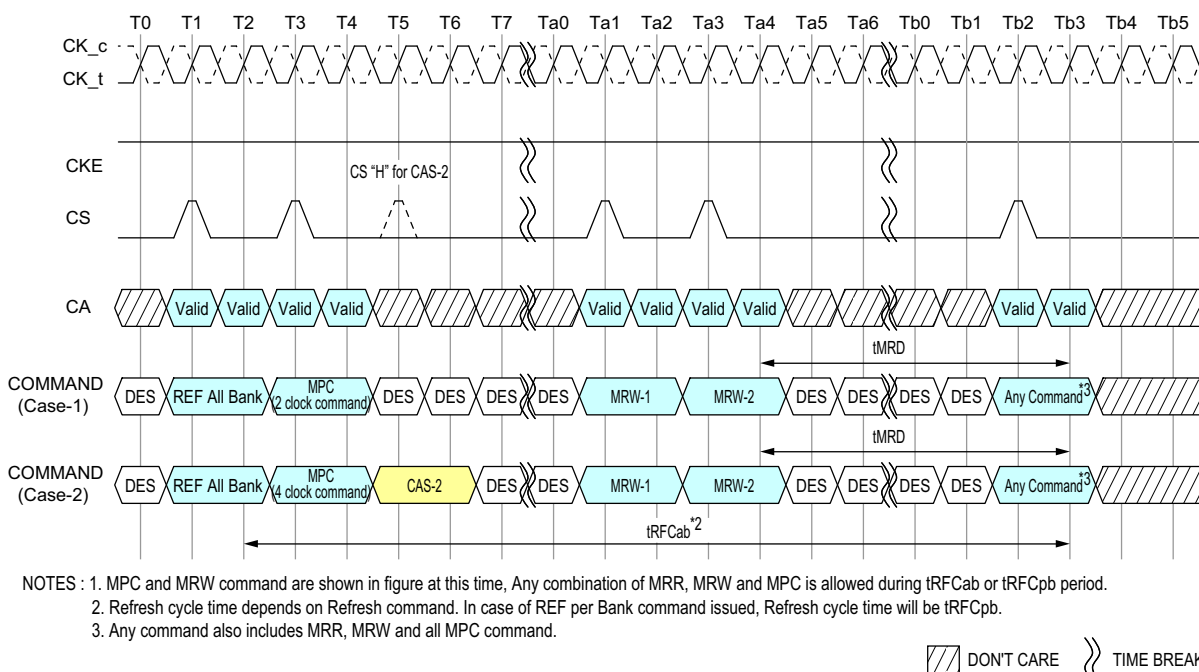 T0 T1 T2 T3 T4 T5 T6 T7 Ta0 Ta1 Ta2 Ta3 Ta4 Ta5 Ta6 Tb0 Tb1 Tb2 Tb3 Tb4 Tb5
CK_c
CK_t
CKE
CS “H” for CAS-2
CS
CA Valid Valid Valid Valid Valid Valid Valid Valid Valid Valid
tMRD
COMMAND
(Case-1)
DES REF All Bank MPC
(2 clock command) DES DES DES DES MRW-1 MRW-2 DES DES DES DES Any Command*3
tMRD
COMMAND
(Case-2)
DES REF All Bank MPC
(4 clock command) CAS-2 DES DES MRW-1 MRW-2 DES DES DES DES Any Command*3
tRFCab*2
NOTES : 1. MPC and MRW command are shown in figure at this time, Any combination of MRR, MRW and MPC is allowed during tRFCab or tRFCpb period.
2. Refresh cycle time depends on Refresh command. In case of REF per Bank command issued, Refresh cycle time will be tRFCpb.
3. Any command also includes MRR, MRW and all MPC command.
DON'T CARE TIME BREAK